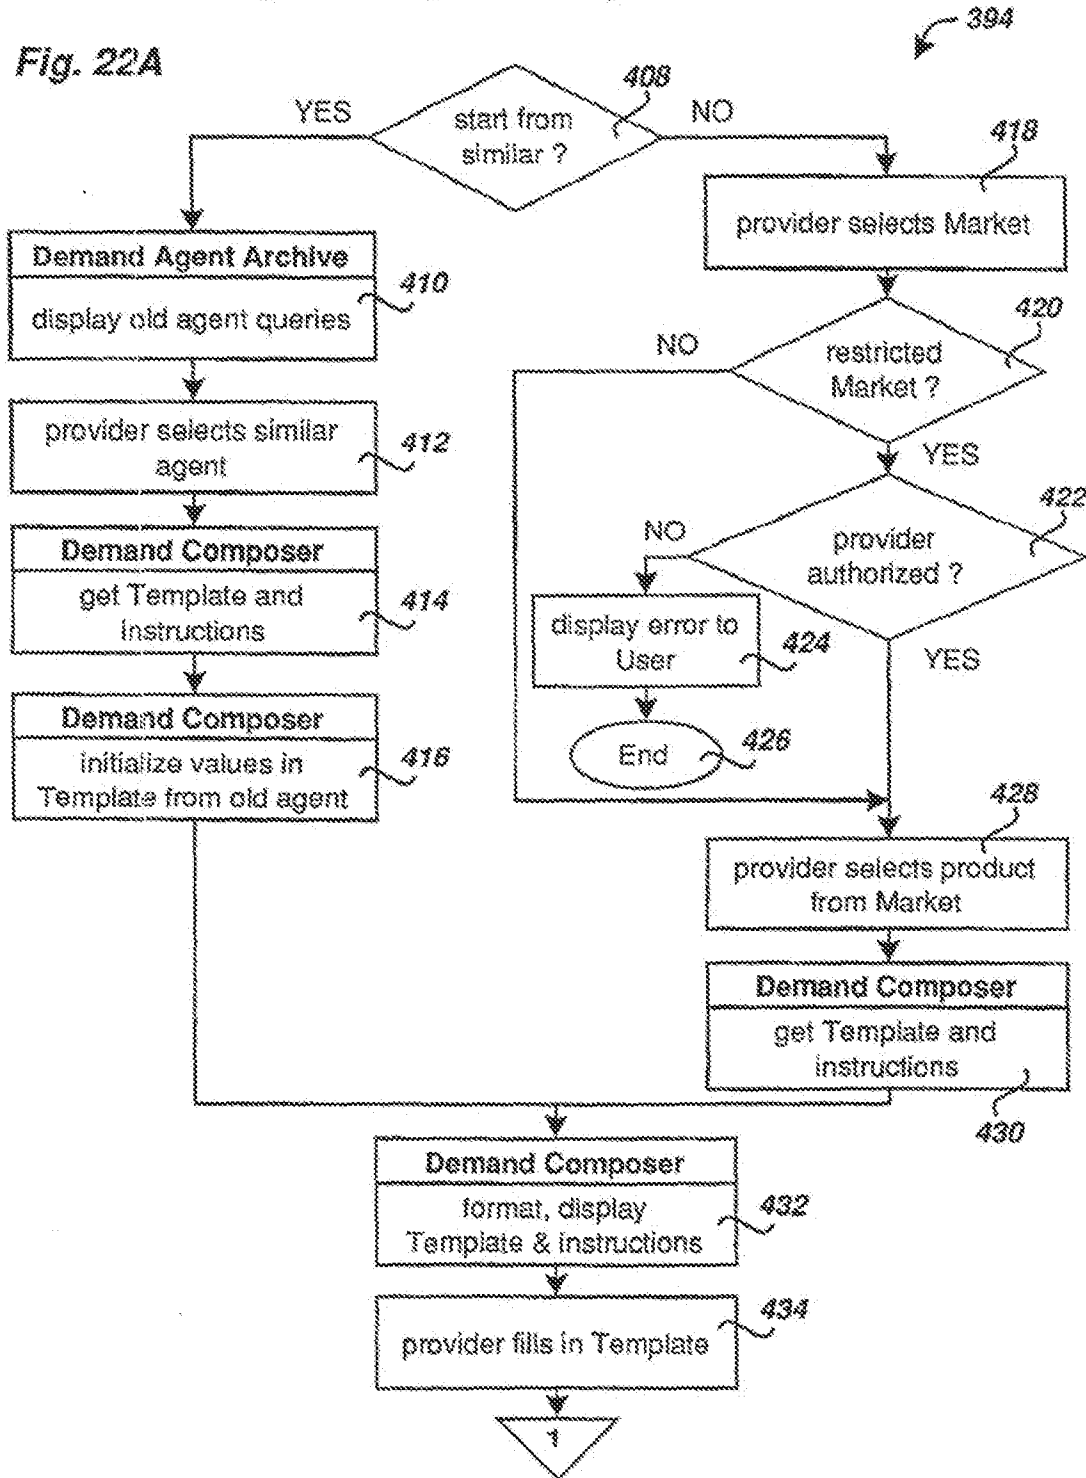 Fig. 22A
394
408
start from
similar ?
YES
NO
418
provider selects Market
Demand Agent Archive
display old agent queries
410
420
restricted
Market ?
NO
YES
provider selects similar
agent
412
422
provider
authorized ?
NO
YES
Demand Composer
get Template and
Instructions
414
display error to
User
424
End
426
Demand Composer
initialize values in
Template from old agent
416
428
provider selects product
from Market
Demand Composer
get Template and
instructions
430
Demand Composer
format, display
Template & instructions
432
provider fills in Template
434
1